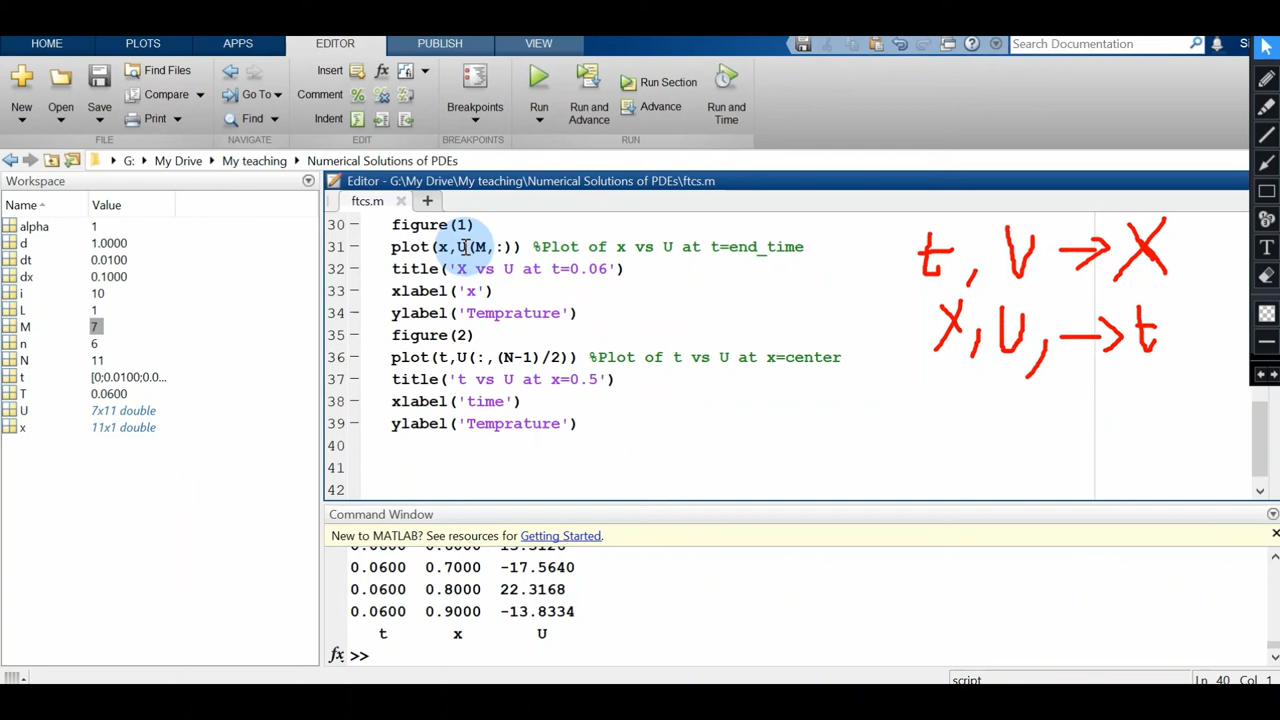 HOME PLOTS APPS EDITOR PUBLISH VIEW Search Documentation
Insert fx
New Open Save Find Files Compare Print Go To Find Comment Indent Breakpoints Run Run and Advance Run Section Advance Run and Time
FILE NAVIGATE EDIT BREAKPOINTS RUN
G: My Drive My teaching Numerical Solutions of PDEs
Workspace
Name Value
alpha 1
d 1.0000
dt 0.0100
dx 0.1000
i 10
L 1
M 7
n 6
N 11
t [0;0.0100;0.0...
T 0.0600
U 7x11 double
x 11x1 double
Editor - G:\My Drive\My teaching\Numerical Solutions of PDEs\ftcs.m
ftcs.m
30 figure(1)
31 plot(x,U(M,:)) %Plot of x vs U at t=end_time
32 title('X vs U at t=0.06')
33 xlabel('x')
34 ylabel('Temprature')
35 figure(2)
36 plot(t,U(:,(N-1)/2)) %Plot of t vs U at x=center
37 title('t vs U at x=0.5')
38 xlabel('time')
39 ylabel('Temprature')
40
41
42
t, U → X
X, U, → t
Command Window
New to MATLAB? See resources for Getting Started.
0.0600 0.7000 -17.5640
0.0600 0.8000 22.3168
0.0600 0.9000 -13.8334
t x U
fx >>
script Ln 40 Col 1